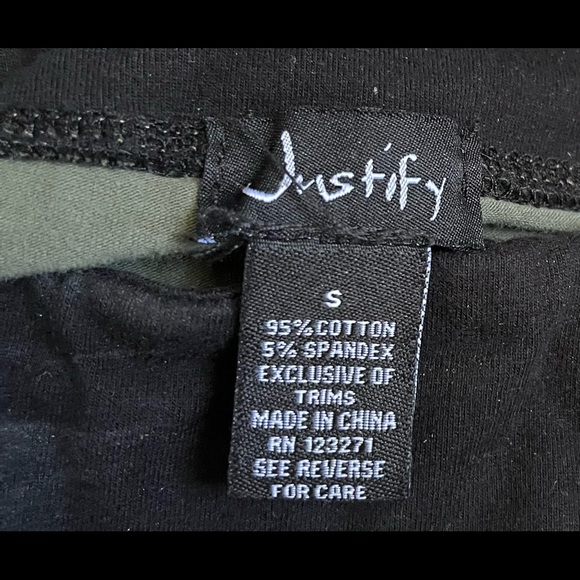 Justify
S
95% COTTON
5% SPANDEX
EXCLUSIVE OF
TRIMS
MADE IN CHINA
RN 123271
SEE REVERSE
FOR CARE